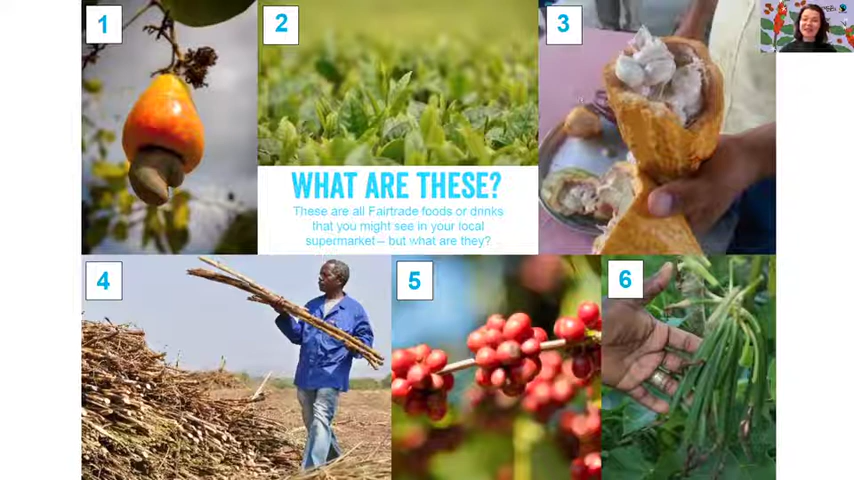 1
2
3
WHAT ARE THESE?
These are all Fairtrade foods or drinks
that you might see in your local
supermarket – but what are they?
4
5
6